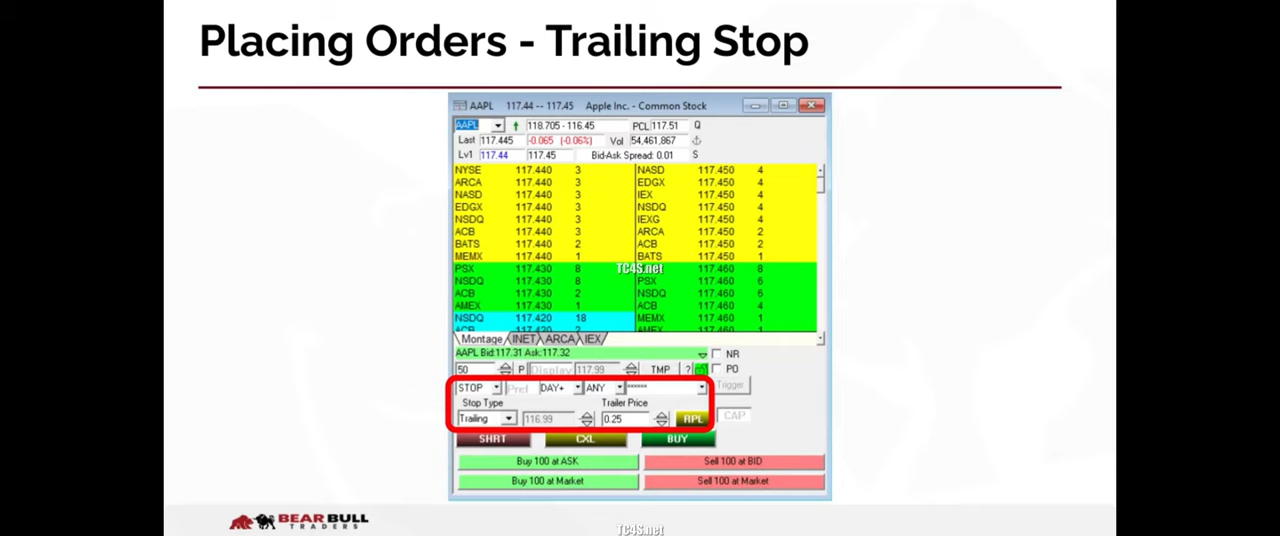 Placing Orders - Trailing Stop
AAPL 117.44 -- 117.45 Apple Inc. - Common Stock
AAPL 118.705 - 116.45 PCL 117.51 Q
Last 117.445 -0.065 (-0.06%) Vol 54,461,867
Lv1 117.44 117.45 Bid-Ask Spread: 0.01 S
NYSE 117.440 3 NASD 117.450 4
ARCA 117.440 3 EDGX 117.450 4
NASD 117.440 3 IEX 117.450 4
EDGX 117.440 3 NSDQ 117.450 4
NSDQ 117.440 3 IEXG 117.450 4
ACB 117.440 3 ARCA 117.450 2
BATS 117.440 2 ACB 117.450 2
MEMX 117.440 1 BATS 117.450 1
PSX 117.430 8 TC4S.net 117.460 8
NSDQ 117.430 8 PSX 117.460 6
ACB 117.430 2 NSDQ 117.460 6
AMEX 117.430 1 ACB 117.460 4
NSDQ 117.420 18 MEMX 117.460 1
ACB 117.420 2 AMEX 117.460 1
Montage INET ARCA IEX
AAPL Bid:117.31 Ask:117.32 NR
50 P Display 117.99 TMP ? PO
STOP Pref DAY+ ANY ****** Trigger
Stop Type Trailer Price
Trailing 116.99 0.25 RPL CAP
SHRT CXL BUY
Buy 100 at ASK Sell 100 at BID
Buy 100 at Market Sell 100 at Market
BEAR BULL
TRADERS
TC4S.net